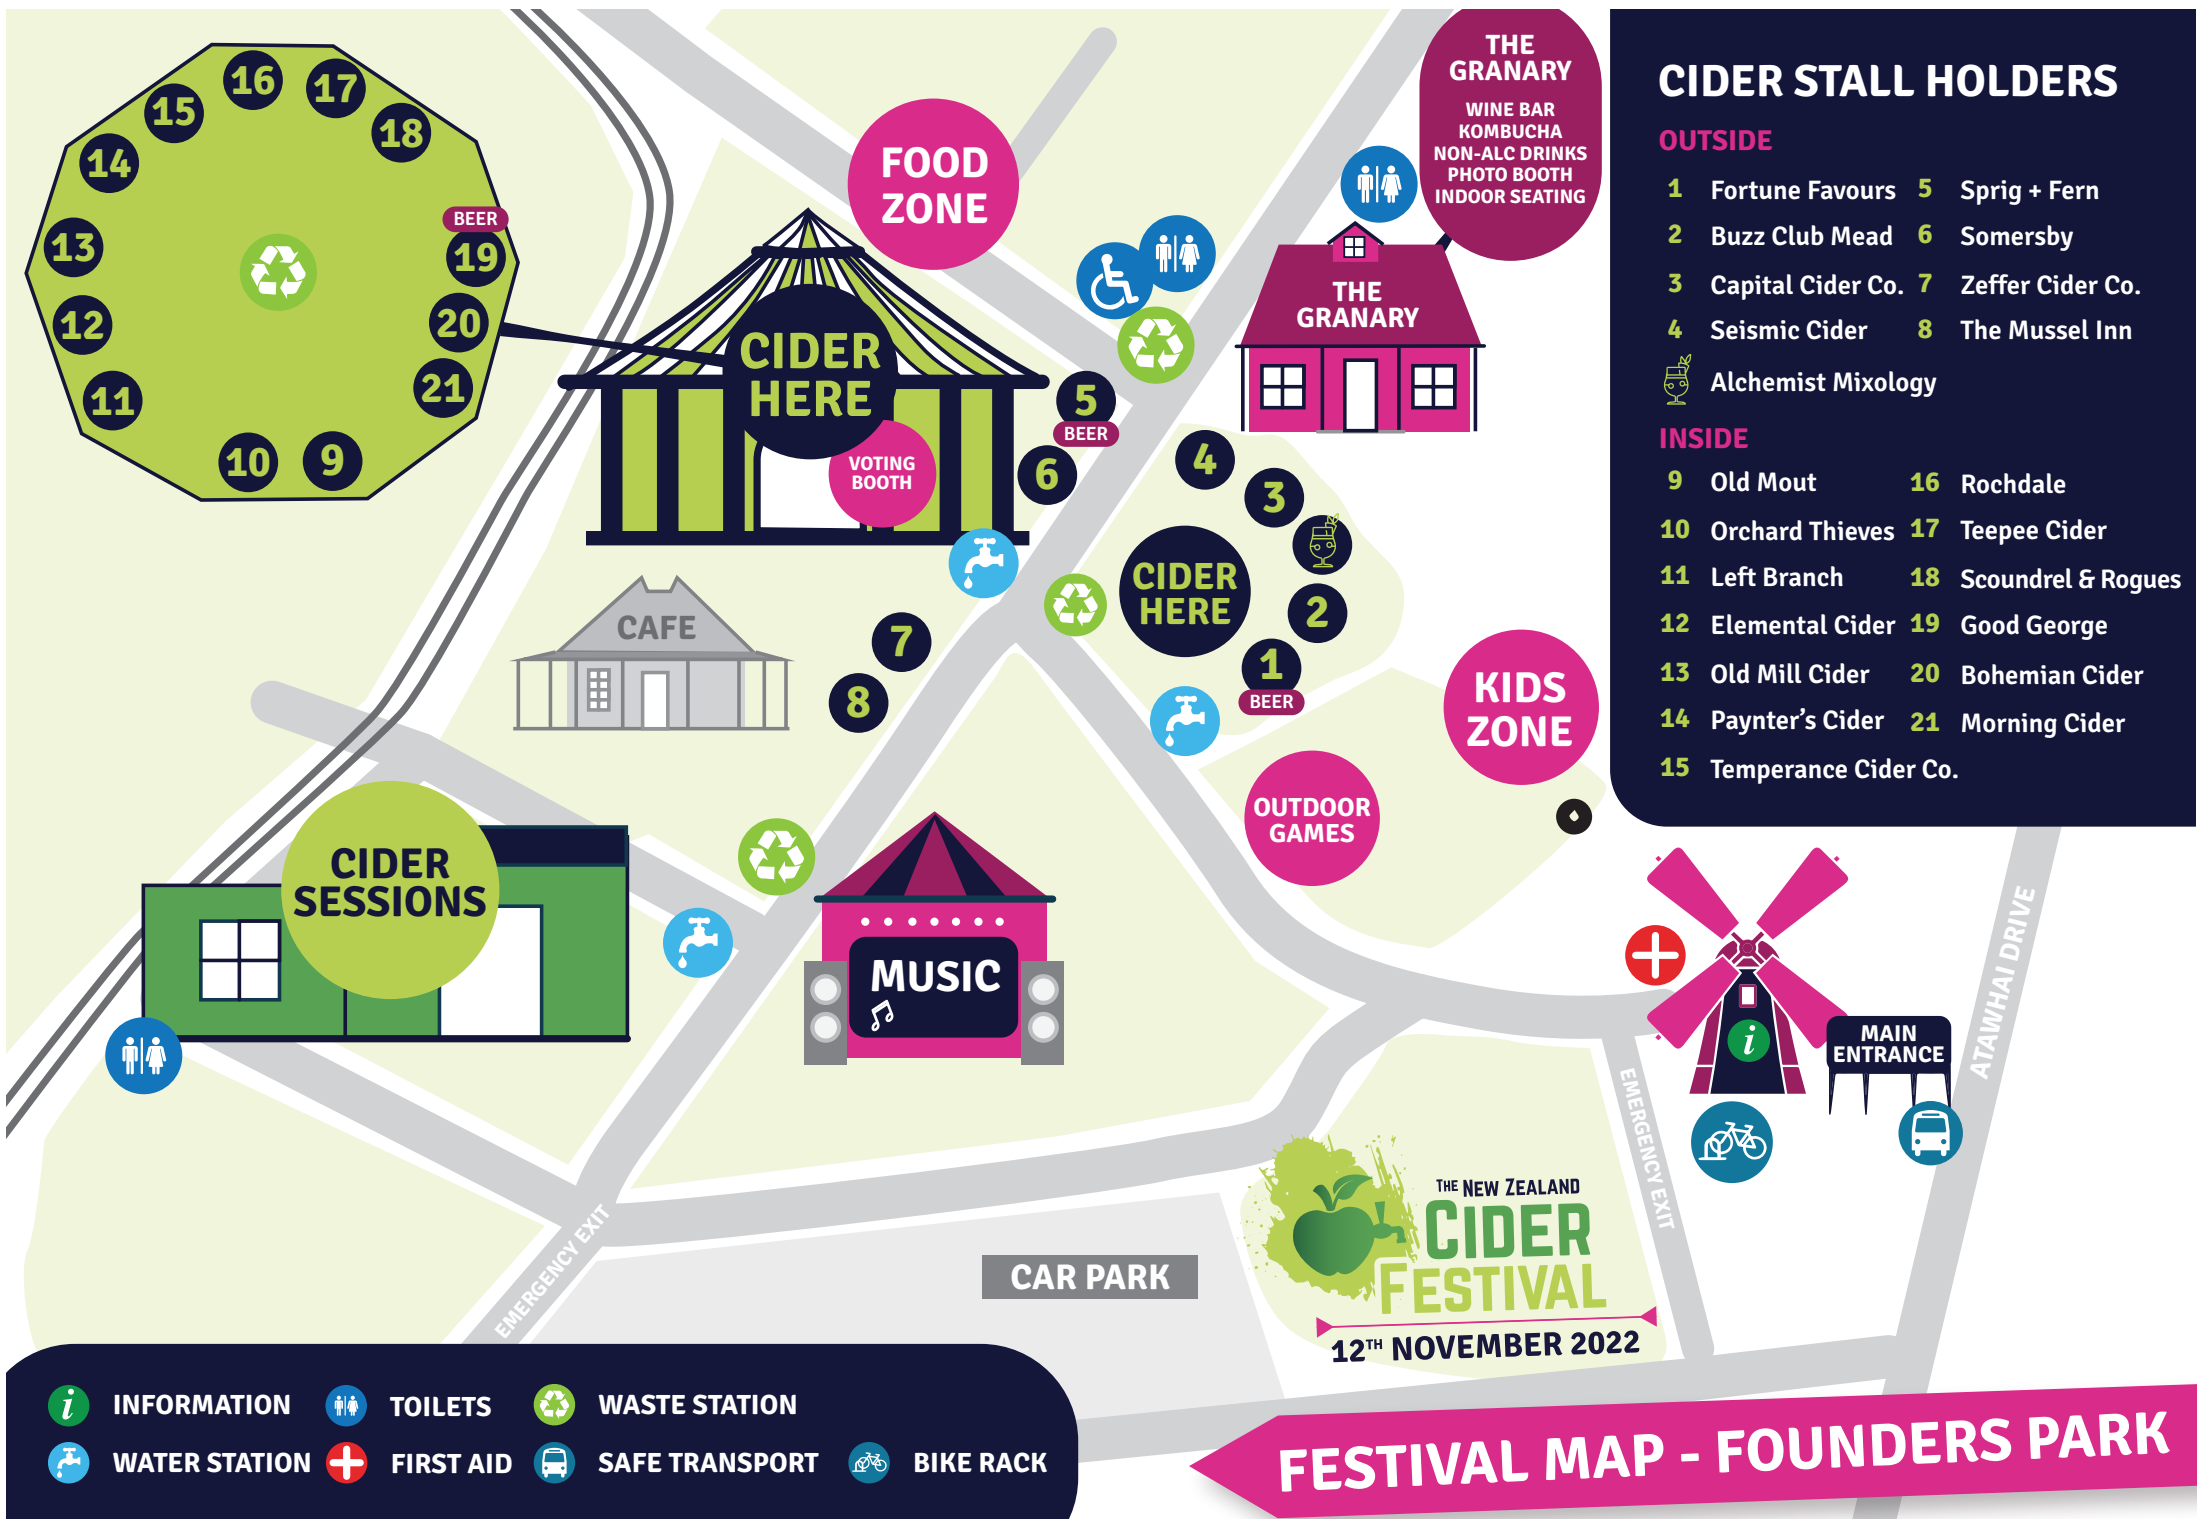 16
17
15
18
14
BEER
13
19
12
20
11
21
10
9
FOOD
ZONE
CIDER
HERE
VOTING
BOOTH
5
BEER
6
THE
GRANARY
WINE BAR
KOMBUCHA
NON-ALC DRINKS
PHOTO BOOTH
INDOOR SEATING
THE
GRANARY
4
3
CIDER
HERE
2
1
BEER
CAFE
7
8
KIDS
ZONE
OUTDOOR
GAMES
CIDER
SESSIONS
MUSIC
i
MAIN
ENTRANCE
ATAWHAI DRIVE
EMERGENCY EXIT
EMERGENCY EXIT
CAR PARK
THE NEW ZEALAND
CIDER
FESTIVAL
12TH NOVEMBER 2022
CIDER STALL HOLDERS
OUTSIDE
1 Fortune Favours 5 Sprig + Fern
2 Buzz Club Mead 6 Somersby
3 Capital Cider Co. 7 Zeffer Cider Co.
4 Seismic Cider 8 The Mussel Inn
Alchemist Mixology
INSIDE
9 Old Mout 16 Rochdale
10 Orchard Thieves 17 Teepee Cider
11 Left Branch 18 Scoundrel & Rogues
12 Elemental Cider 19 Good George
13 Old Mill Cider 20 Bohemian Cider
14 Paynter's Cider 21 Morning Cider
15 Temperance Cider Co.
i INFORMATION TOILETS WASTE STATION
WATER STATION FIRST AID SAFE TRANSPORT BIKE RACK
FESTIVAL MAP - FOUNDERS PARK